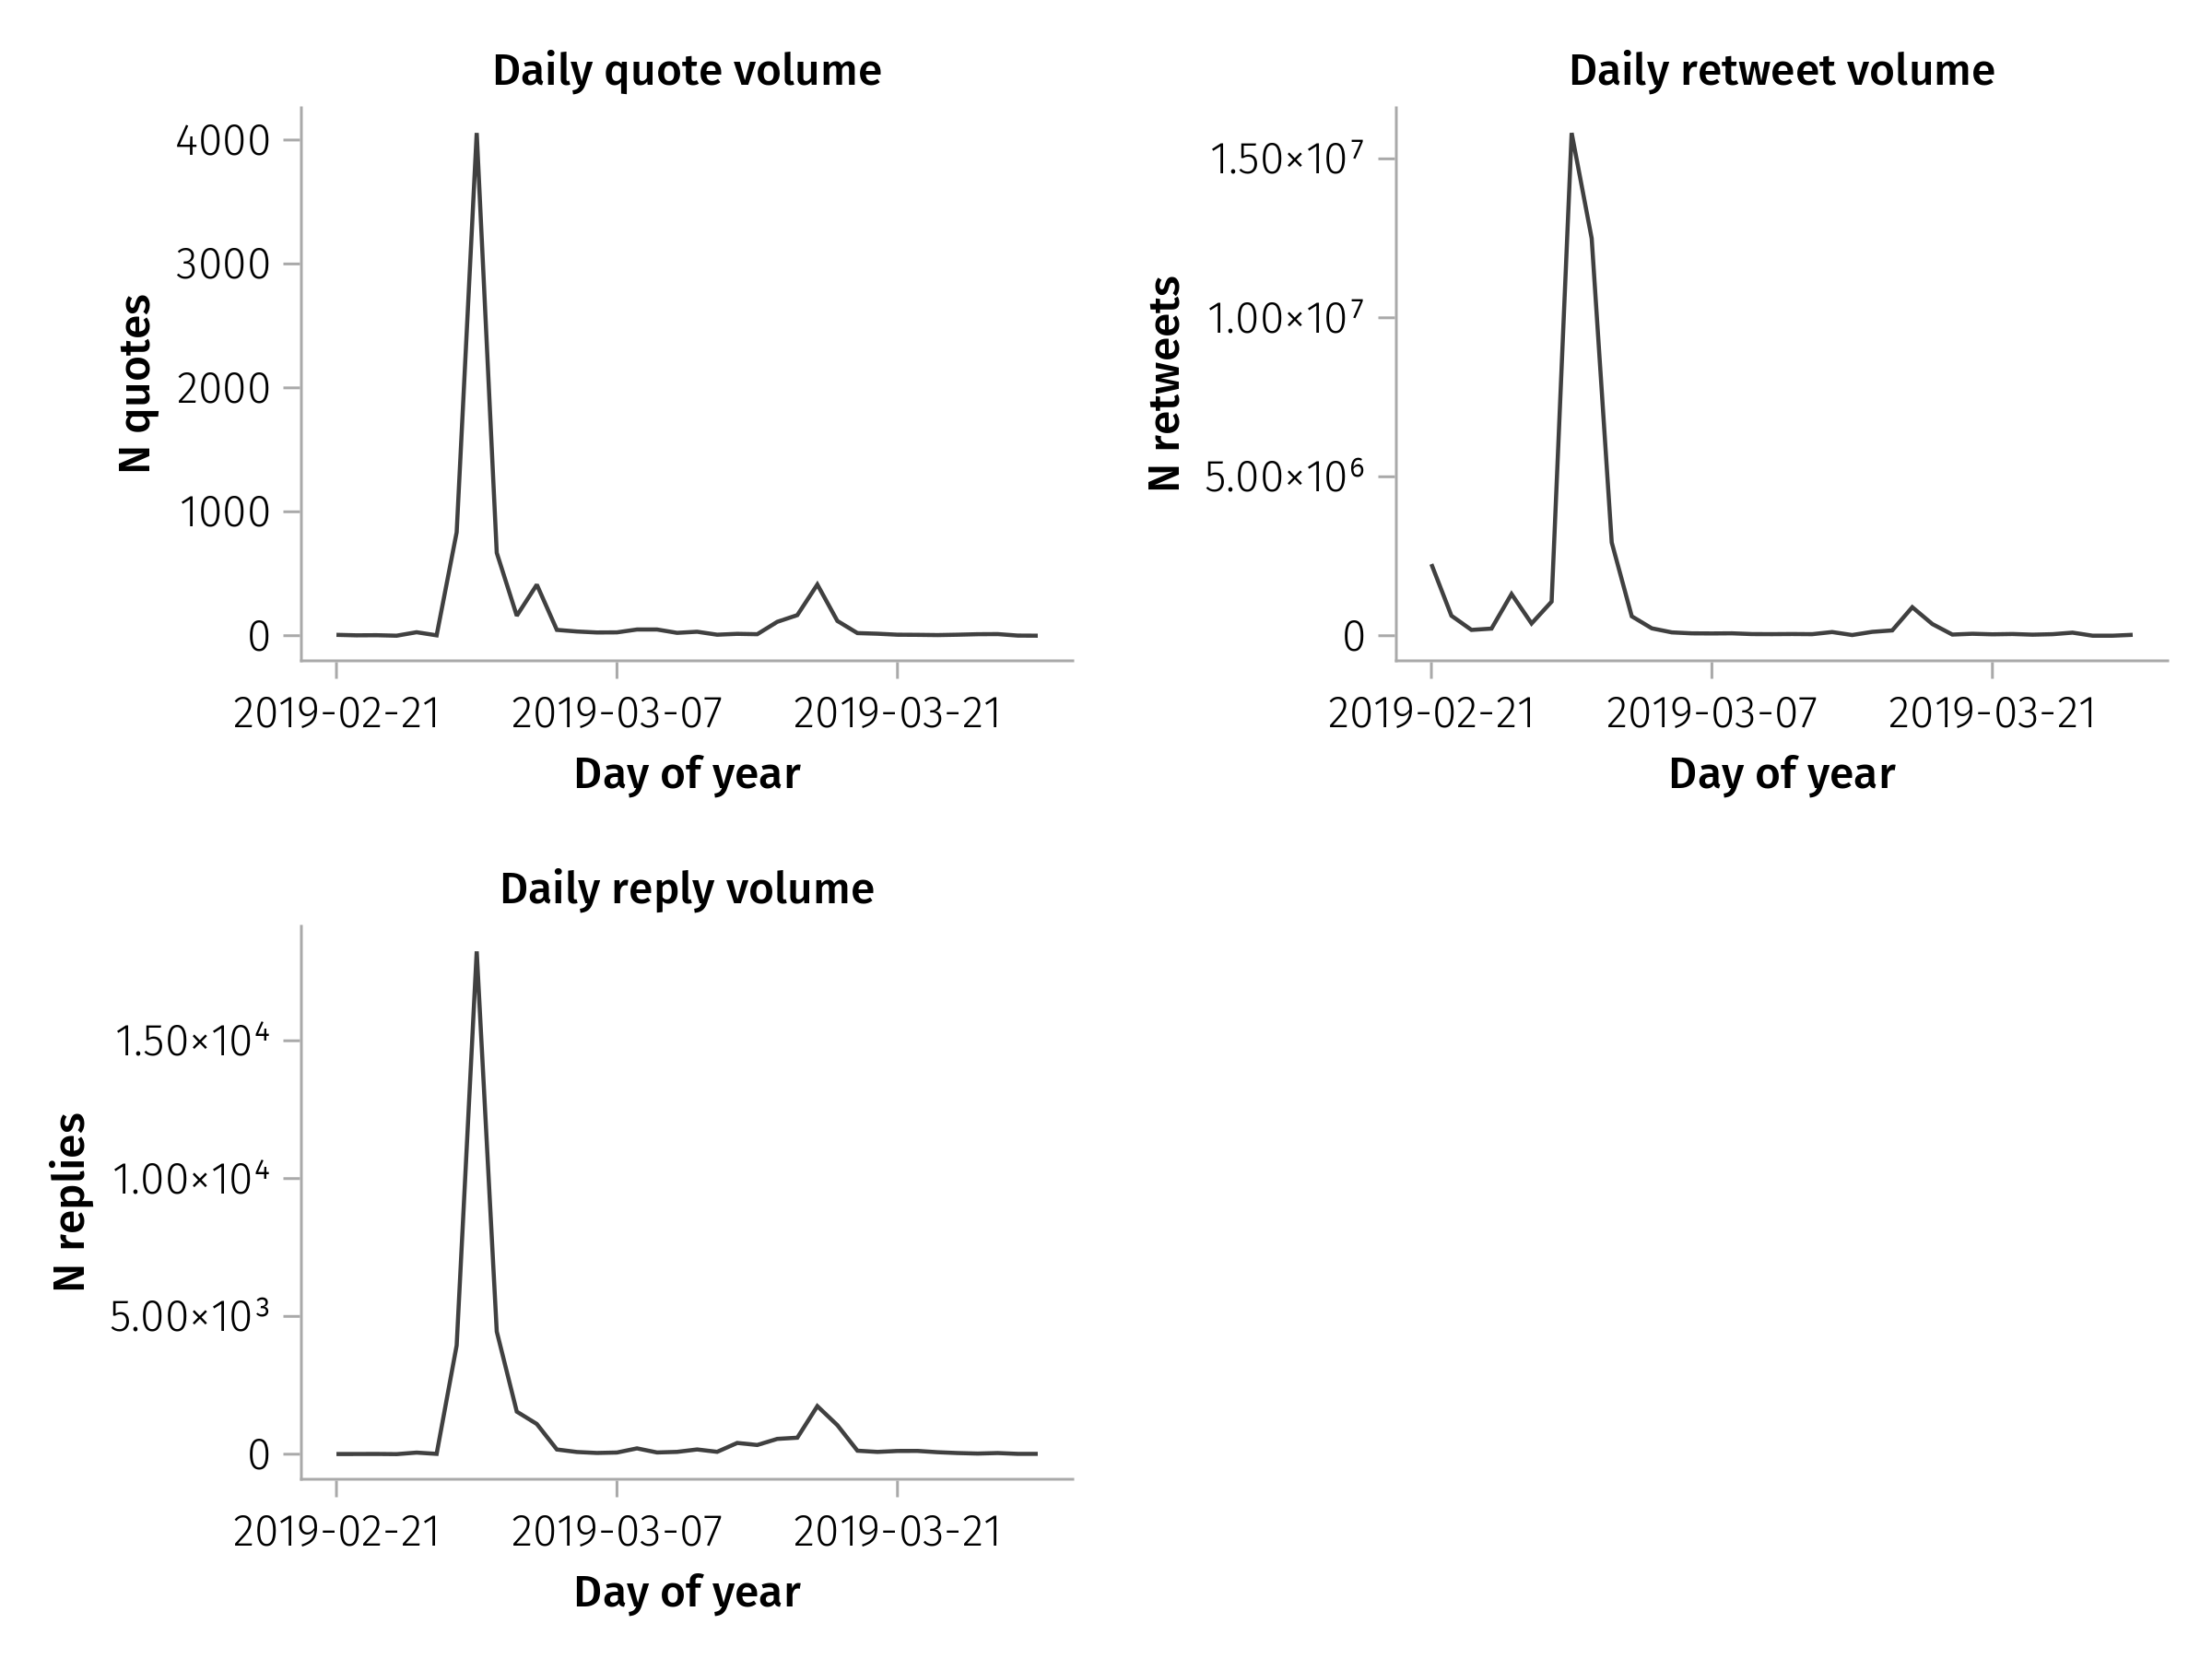 Daily quote volume
N quotes
4000
3000
2000
1000
0
2019-02-21 2019-03-07 2019-03-21
Day of year
Daily retweet volume
N retweets
1.50×10⁷
1.00×10⁷
5.00×10⁶
0
2019-02-21 2019-03-07 2019-03-21
Day of year
Daily reply volume
N replies
1.50×10⁴
1.00×10⁴
5.00×10³
0
2019-02-21 2019-03-07 2019-03-21
Day of year